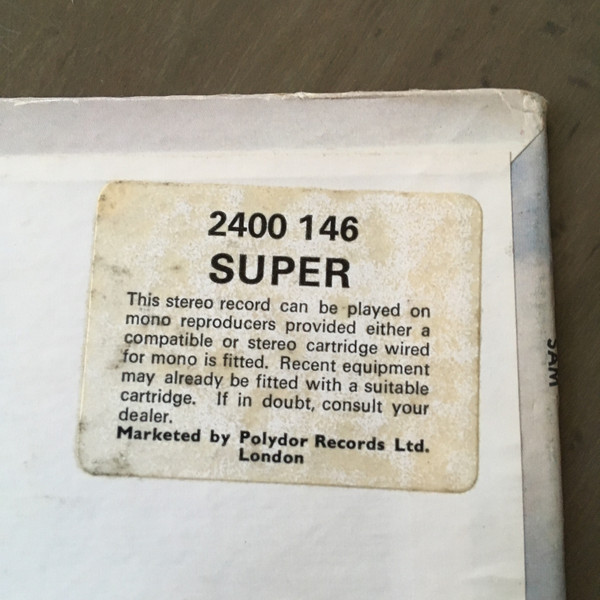 2400 146
SUPER
This stereo record can be played on
mono reproducers provided either a
compatible or stereo cartridge wired
for mono is fitted. Recent equipment
may already be fitted with a suitable
cartridge. If in doubt, consult your
dealer.
Marketed by Polydor Records Ltd.
London
SAM